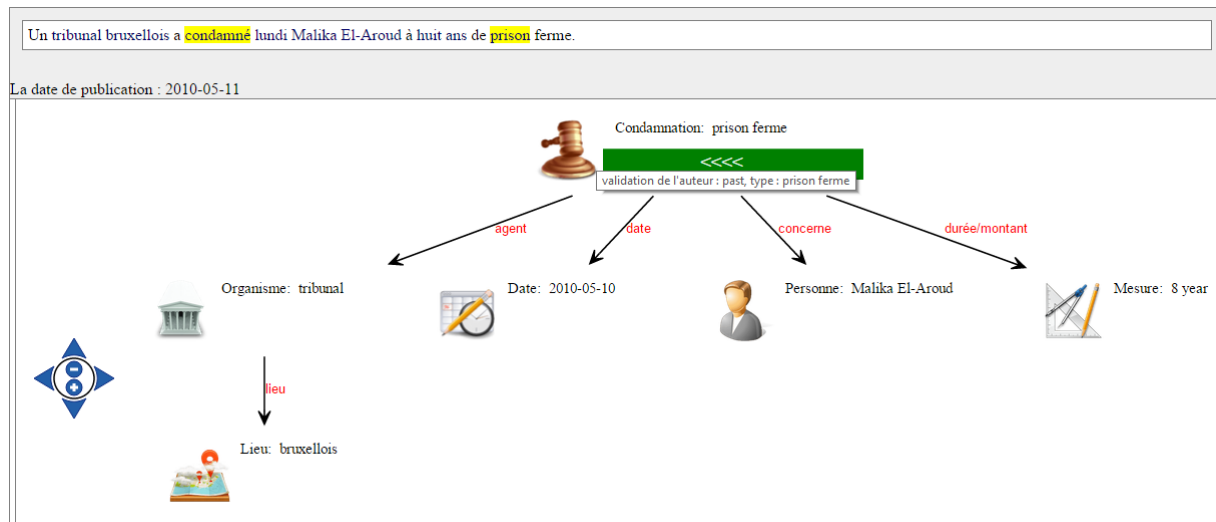 Un tribunal bruxellois a condamné lundi Malika El-Aroud à huit ans de prison ferme.
La date de publication : 2010-05-11
Condamnation: prison ferme
<<<<
validation de l'auteur : past, type : prison ferme
agent
date
concerne
durée/montant
Organisme: tribunal
Date: 2010-05-10
Personne: Malika El-Aroud
Mesure: 8 year
lieu
Lieu: bruxellois